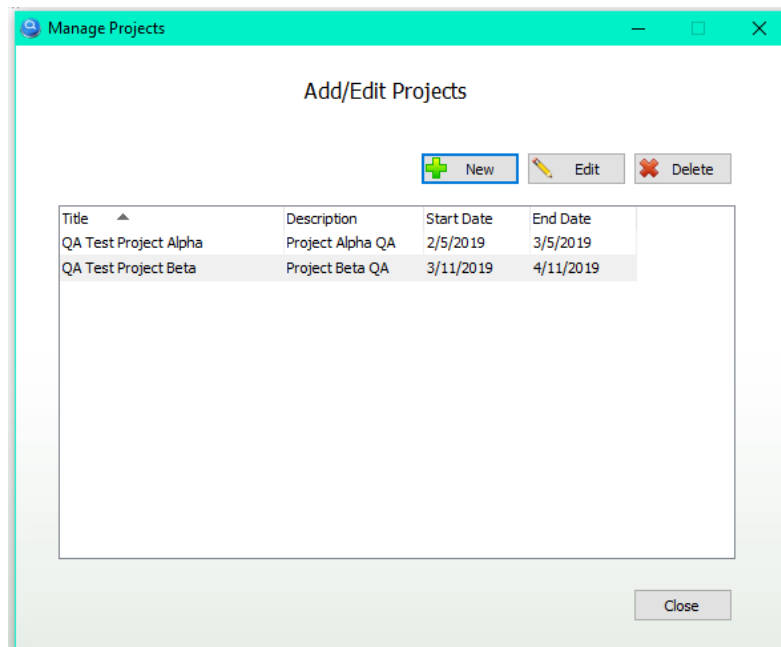 Manage Projects
Add/Edit Projects
New Edit Delete
Title Description Start Date End Date
QA Test Project Alpha Project Alpha QA 2/5/2019 3/5/2019
QA Test Project Beta Project Beta QA 3/11/2019 4/11/2019
Close